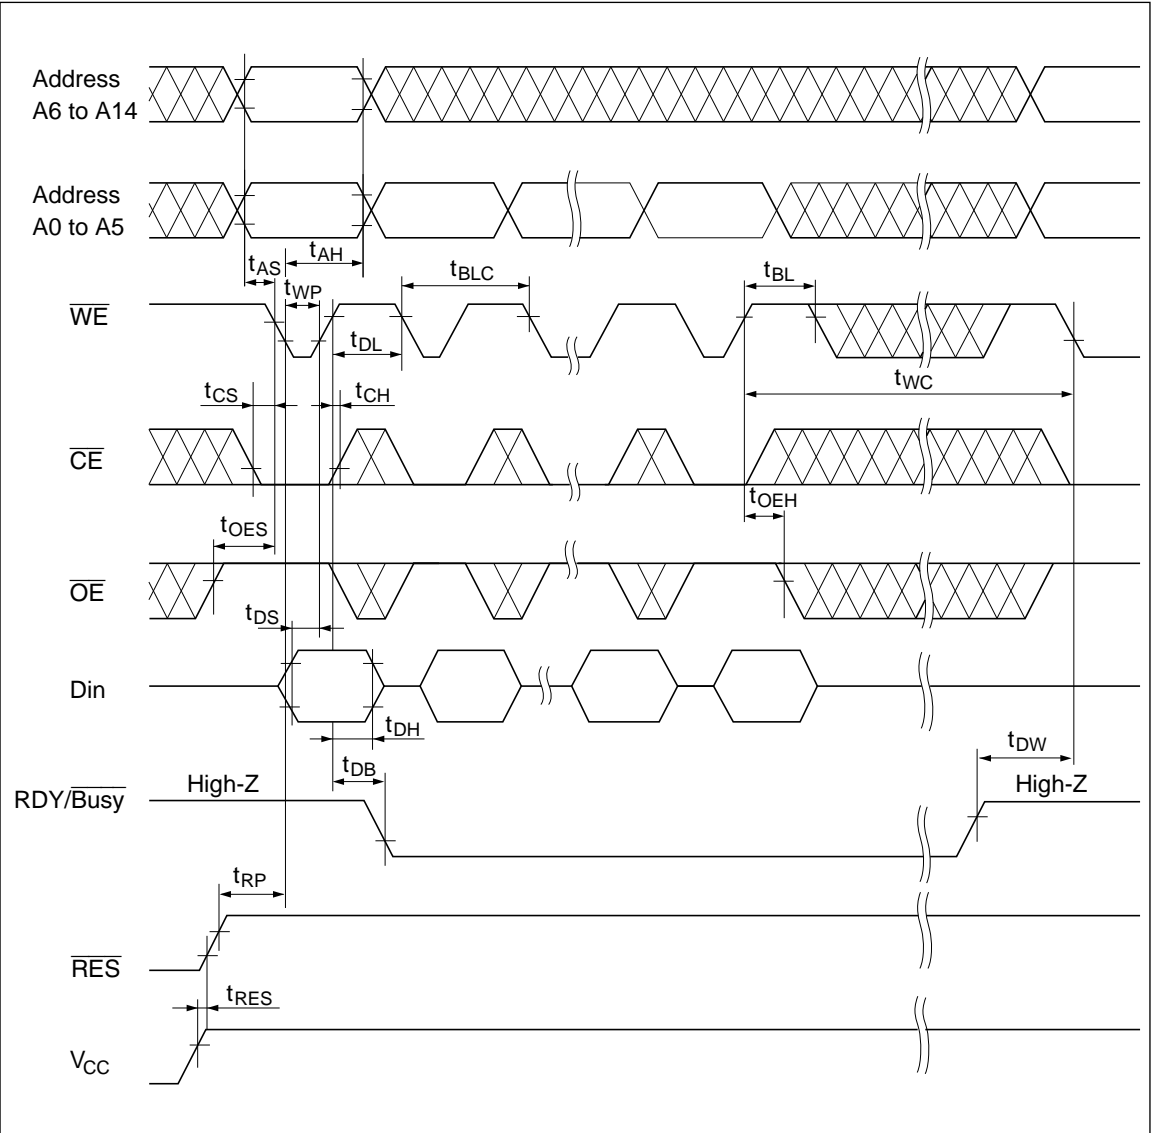 Address
A6 to A14
Address
A0 to A5
tAH
tAS
tBLC
tBL
tWP
WE
tDL
tWC
tCS
tCH
CE
tOEH
tOES
OE
tDS
Din
tDH
tDW
tDB
High-Z
High-Z
RDY/Busy
tRP
RES
tRES
VCC